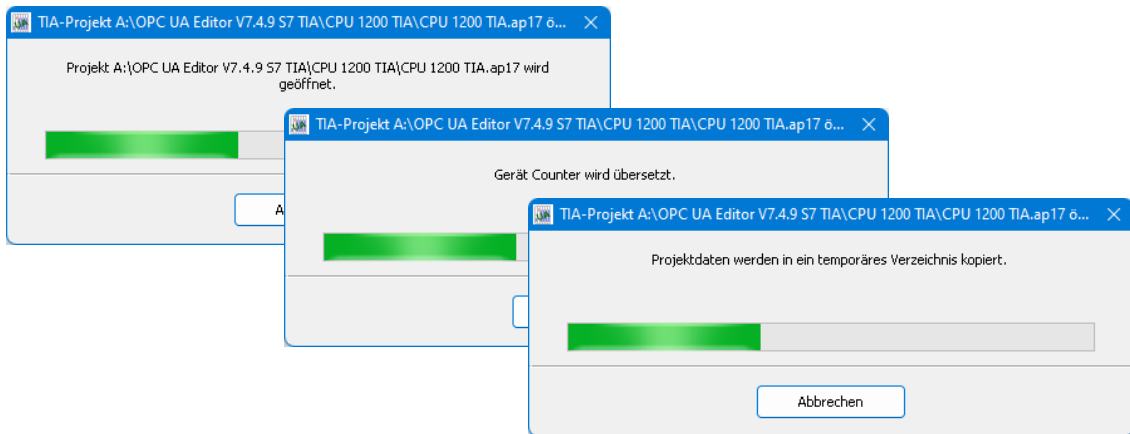 TIA-Projekt A:\OPC UA Editor V7.4.9 S7 TIA\CPU 1200 TIA\CPU 1200 TIA.ap17 ö...
Projekt A:\OPC UA Editor V7.4.9 S7 TIA\CPU 1200 TIA\CPU 1200 TIA.ap17 wird
geöffnet.
A
TIA-Projekt A:\OPC UA Editor V7.4.9 S7 TIA\CPU 1200 TIA\CPU 1200 TIA.ap17 ö...
Gerät Counter wird übersetzt.
TIA-Projekt A:\OPC UA Editor V7.4.9 S7 TIA\CPU 1200 TIA\CPU 1200 TIA.ap17 ö...
Projektdaten werden in ein temporäres Verzeichnis kopiert.
Abbrechen